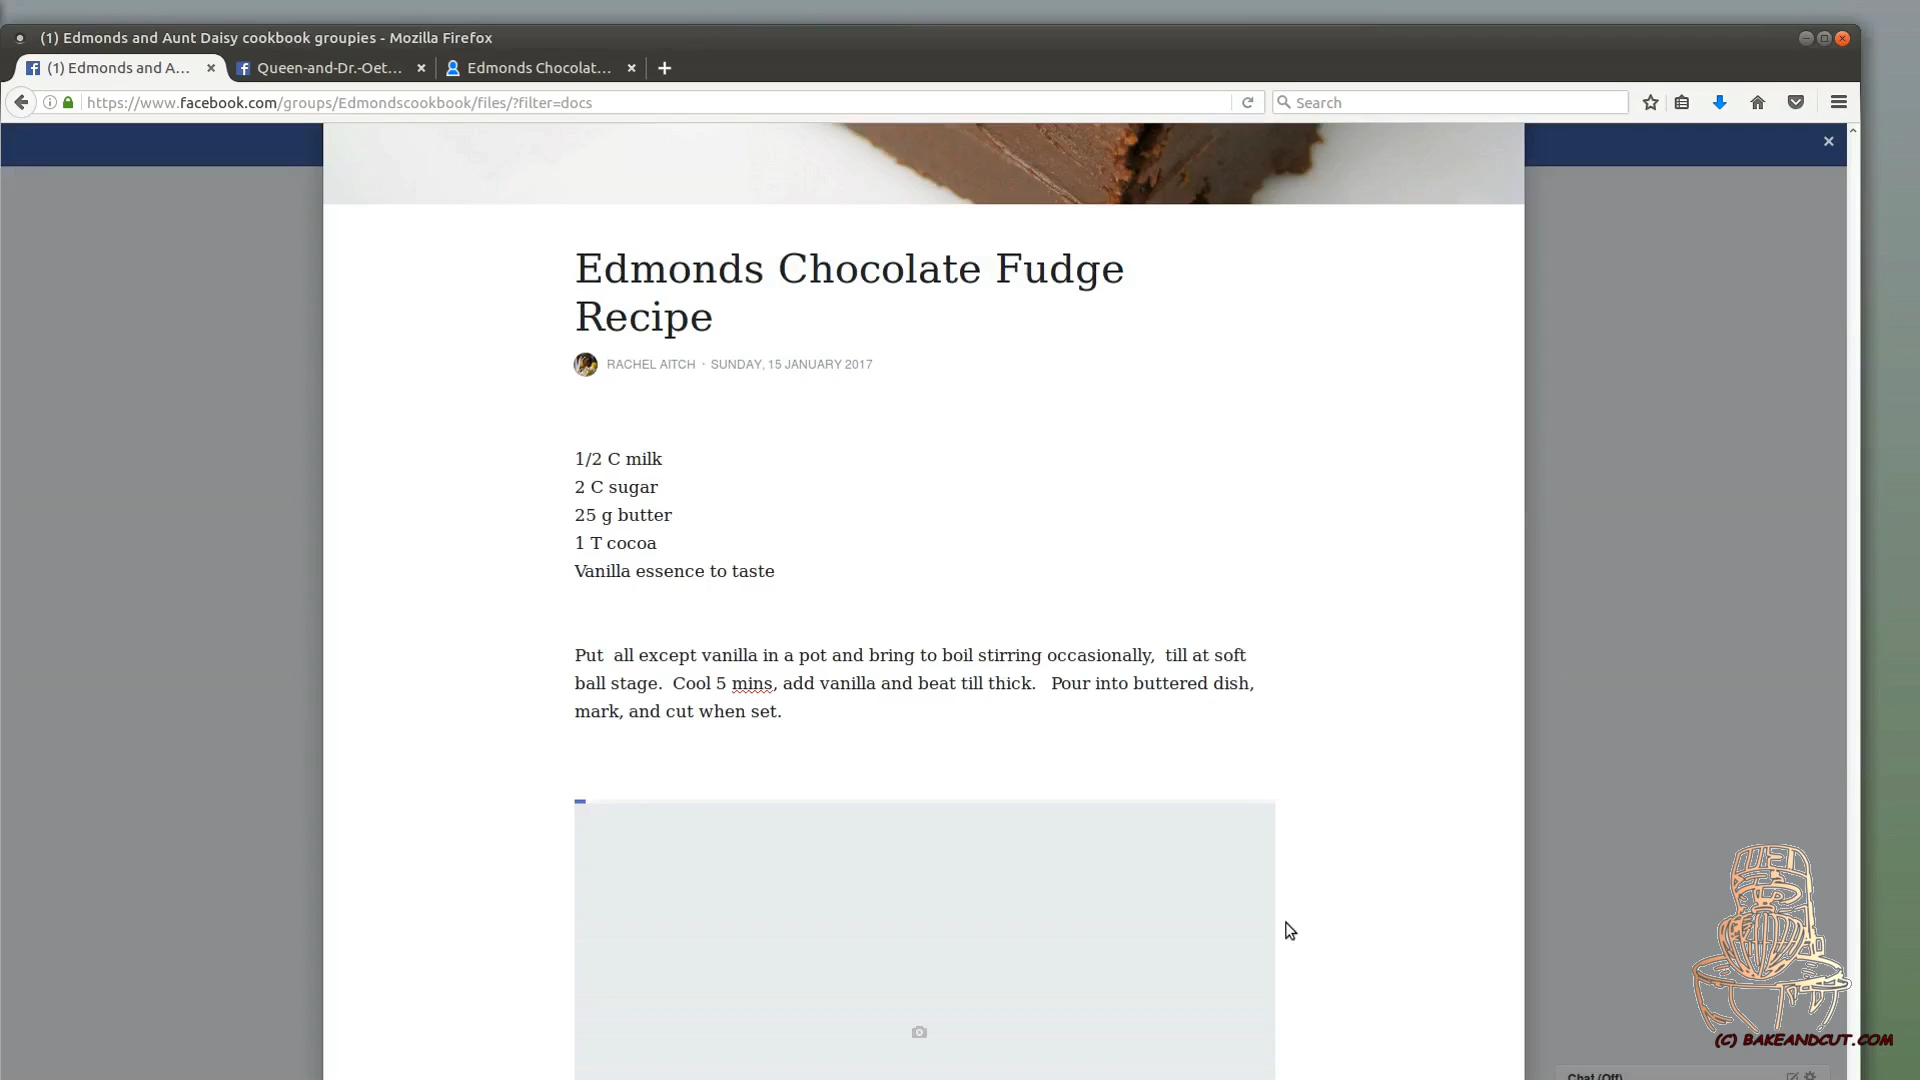 (1) Edmonds and Aunt Daisy cookbook groupies - Mozilla Firefox
(1) Edmonds and A... Queen-and-Dr.-Oet... Edmonds Chocolat...
https://www.facebook.com/groups/Edmondscookbook/files/?filter=docs Search
Edmonds Chocolate Fudge
Recipe
RACHEL AITCH · SUNDAY, 15 JANUARY 2017
1/2 C milk
2 C sugar
25 g butter
1 T cocoa
Vanilla essence to taste
Put all except vanilla in a pot and bring to boil stirring occasionally, till at soft
ball stage. Cool 5 mins, add vanilla and beat till thick. Pour into buttered dish,
mark, and cut when set.
(C) BAKEANDCUT.COM
Chat (Off)